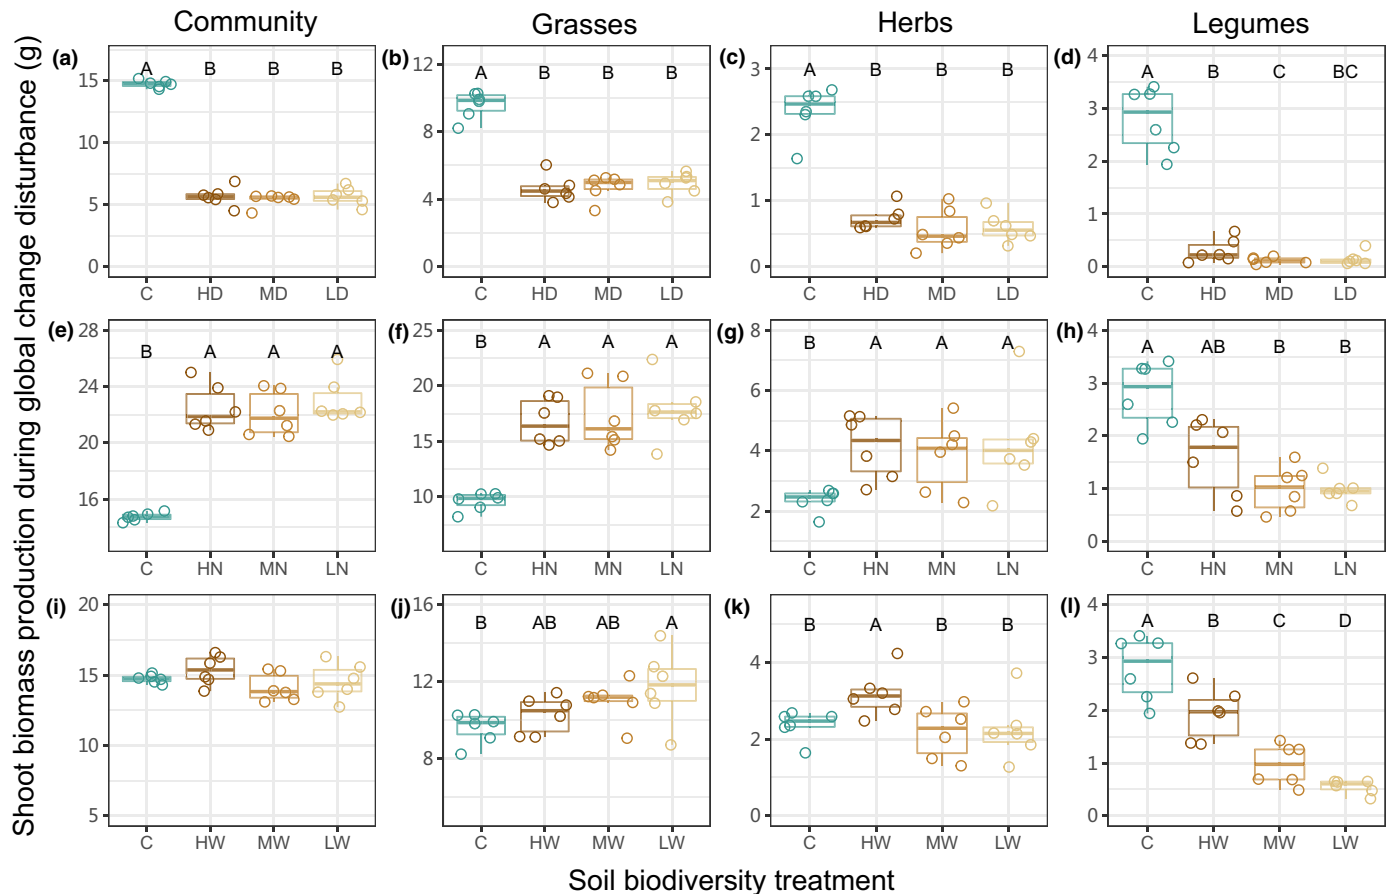 Community Grasses Herbs Legumes
Shoot biomass production during global change disturbance (g)
(a) A B B B
15
10
5
0
C HD MD LD
(b) A B B B
12
8
4
0
C HD MD LD
(c) A B B B
3
2
1
0
C HD MD LD
(d) A B C BC
4
3
2
1
0
C HD MD LD
(e) B A A A
28
24
20
16
C HN MN LN
(f) B A A A
25
20
15
10
C HN MN LN
(g) B A A A
8
6
4
2
C HN MN LN
(h) A AB B B
4
3
2
1
0
C HN MN LN
(i)
20
15
10
5
C HW MW LW
(j) B AB AB A
16
12
8
C HW MW LW
(k) B A B B
4
2
0
C HW MW LW
(l) A B C D
4
3
2
1
0
C HW MW LW
Soil biodiversity treatment